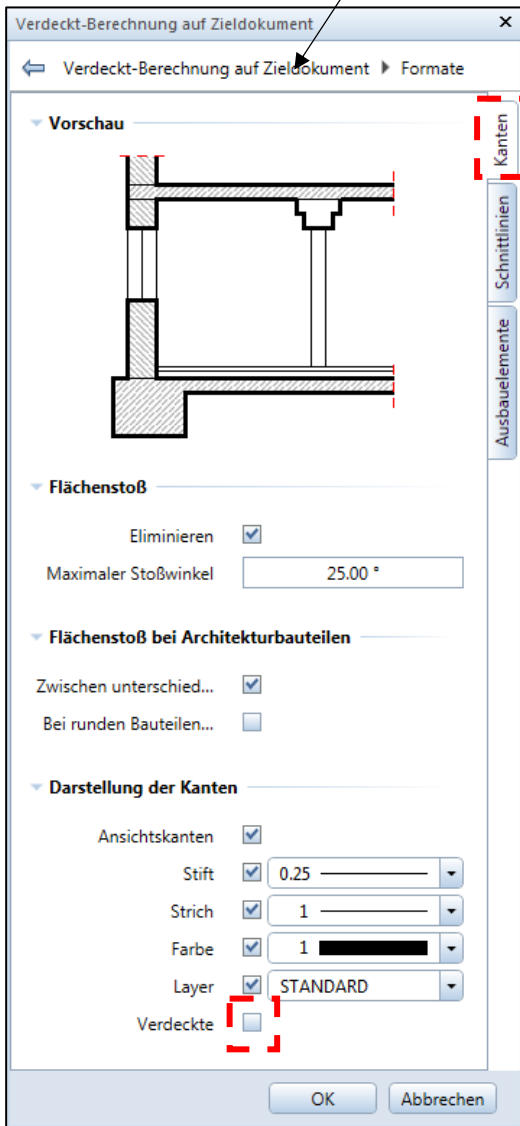 Verdeckt-Berechnung auf Zieldokument
Verdeckt-Berechnung auf Zieldokument Formate
Vorschau
Kanten
Schnittlinien
Ausbauelemente
Flächenstoß
Eliminieren
Maximaler Stoßwinkel 25.00 °
Flächenstoß bei Architekturbauteilen
Zwischen unterschied...
Bei runden Bauteilen...
Darstellung der Kanten
Ansichtskanten
Stift 0.25
Strich 1
Farbe 1
Layer STANDARD
Verdeckte
OK Abbrechen